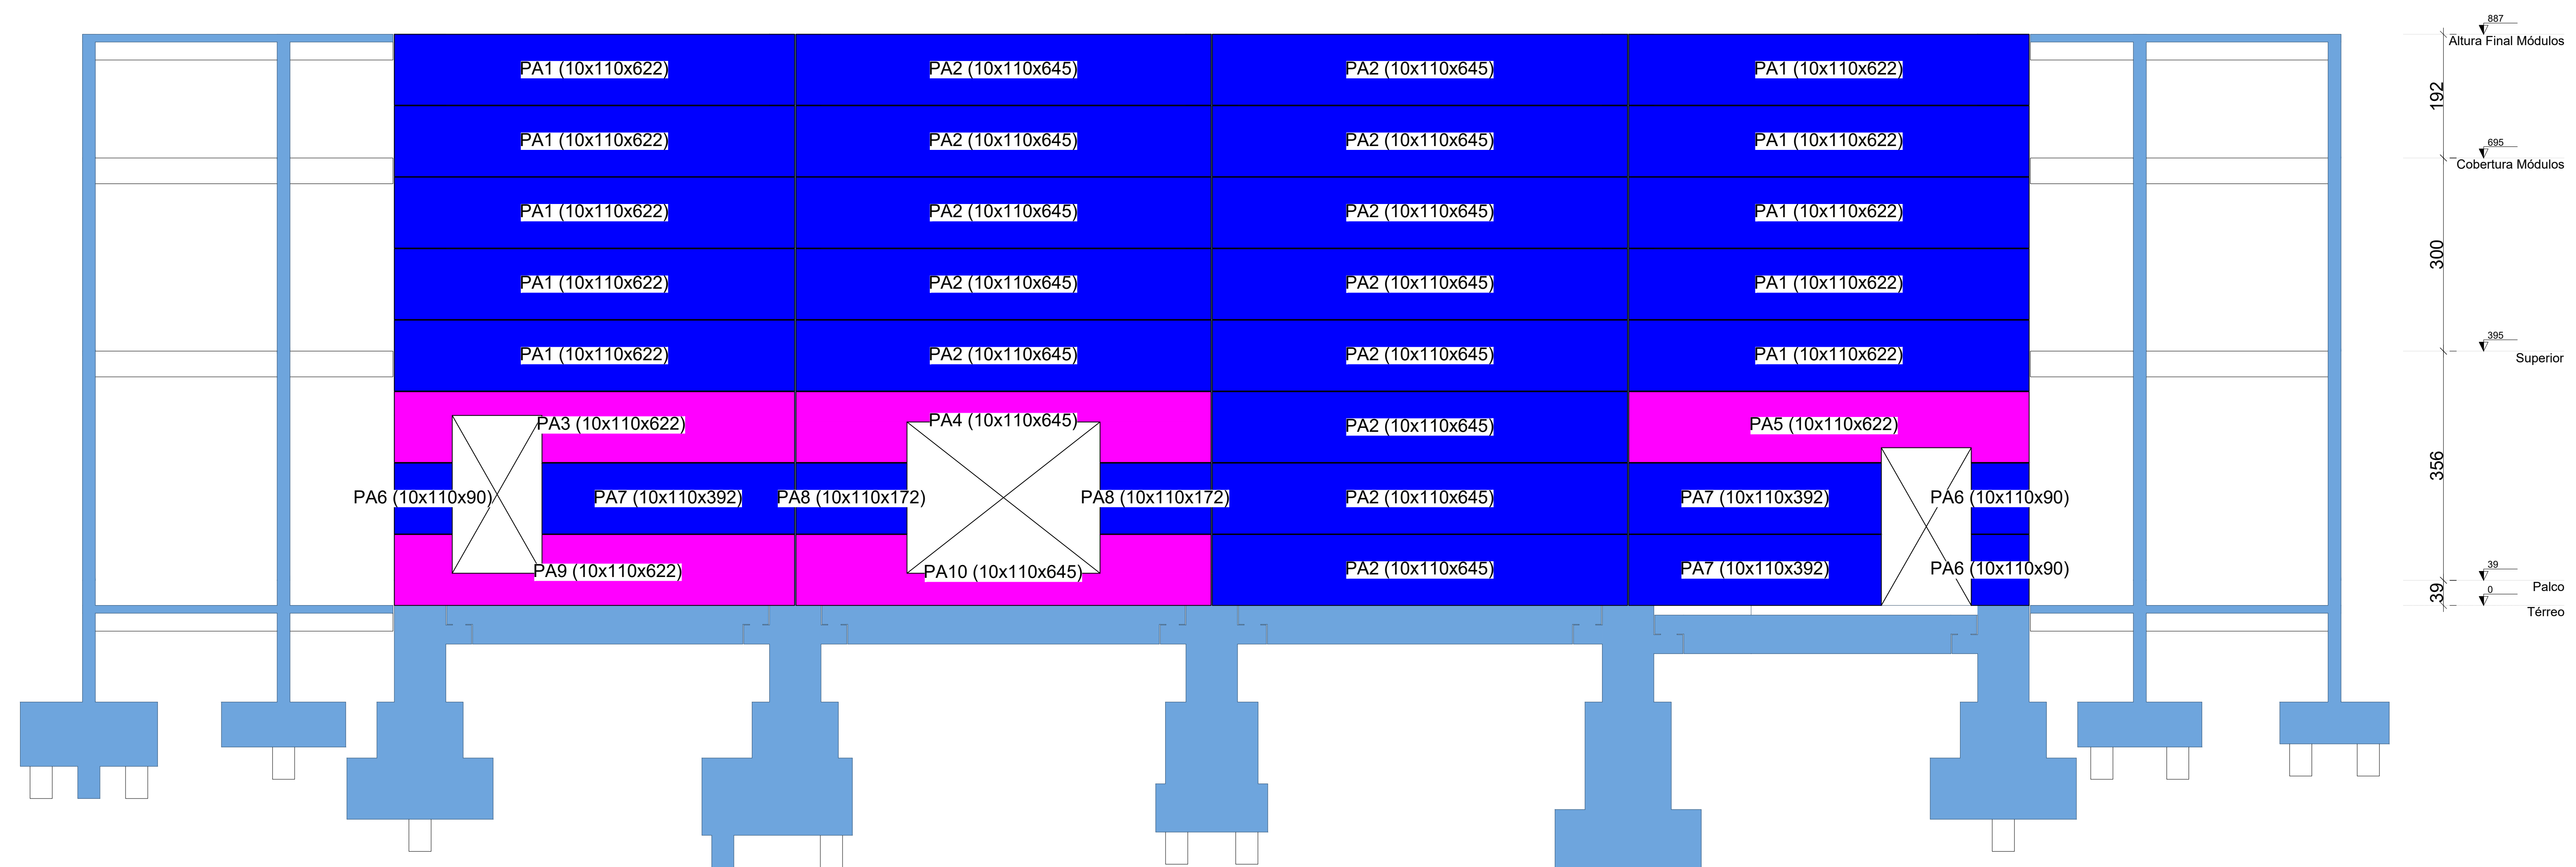 887
Altura Final Módulos
PA1 (10x110x622) PA2 (10x110x645) PA2 (10x110x645) PA1 (10x110x622)
192
PA1 (10x110x622) PA2 (10x110x645) PA2 (10x110x645) PA1 (10x110x622)
695
Cobertura Módulos
PA1 (10x110x622) PA2 (10x110x645) PA2 (10x110x645) PA1 (10x110x622)
300
PA1 (10x110x622) PA2 (10x110x645) PA2 (10x110x645) PA1 (10x110x622)
395
Superior
PA1 (10x110x622) PA2 (10x110x645) PA2 (10x110x645) PA1 (10x110x622)
PA3 (10x110x622) PA4 (10x110x645) PA2 (10x110x645) PA5 (10x110x622)
356
PA6 (10x110x90) PA7 (10x110x392) PA8 (10x110x172) PA8 (10x110x172) PA2 (10x110x645) PA7 (10x110x392) PA6 (10x110x90)
PA9 (10x110x622) PA10 (10x110x645) PA2 (10x110x645) PA7 (10x110x392) PA6 (10x110x90)
39
Palco
39
0
Térreo